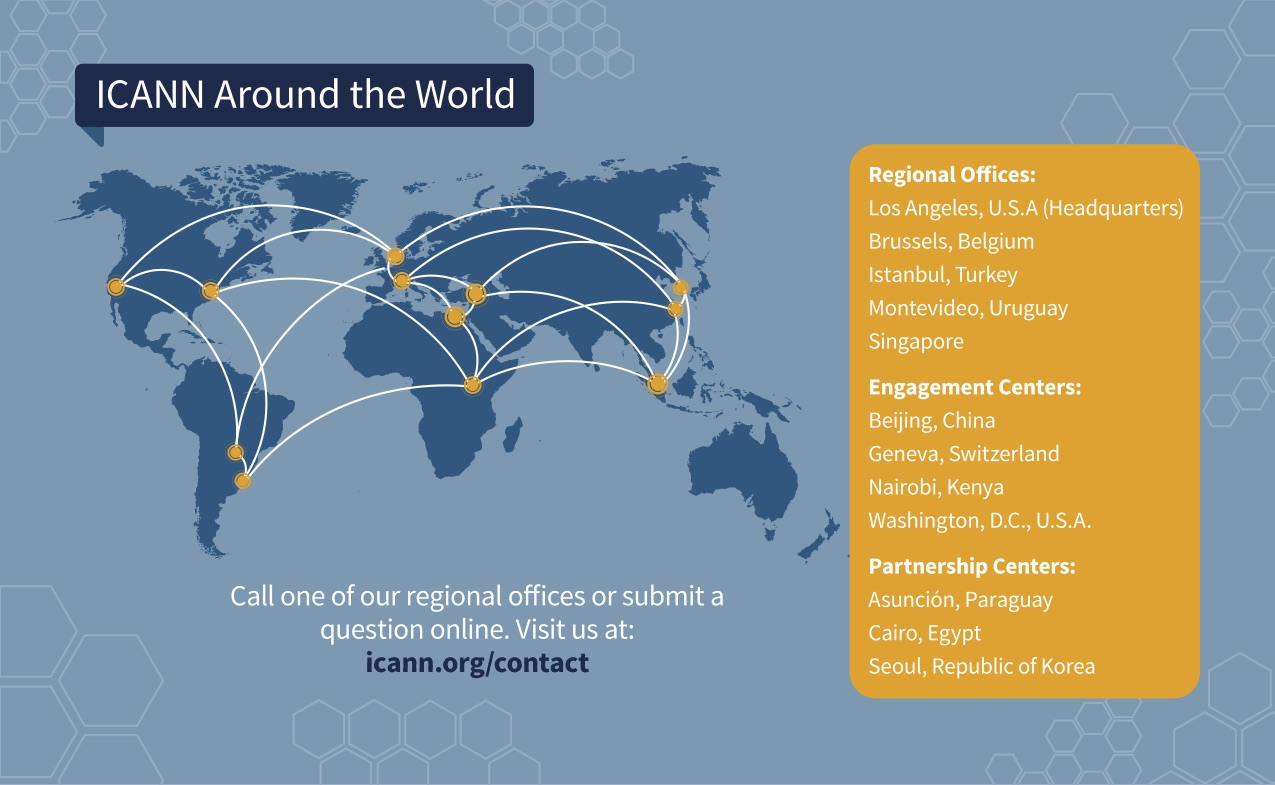 ICANN Around the World
Regional Offices:
Los Angeles, U.S.A (Headquarters)
Brussels, Belgium
Istanbul, Turkey
Montevideo, Uruguay
Singapore
Engagement Centers:
Beijing, China
Geneva, Switzerland
Nairobi, Kenya
Washington, D.C., U.S.A.
Partnership Centers:
Asunción, Paraguay
Cairo, Egypt
Seoul, Republic of Korea
Call one of our regional offices or submit a
question online. Visit us at:
icann.org/contact